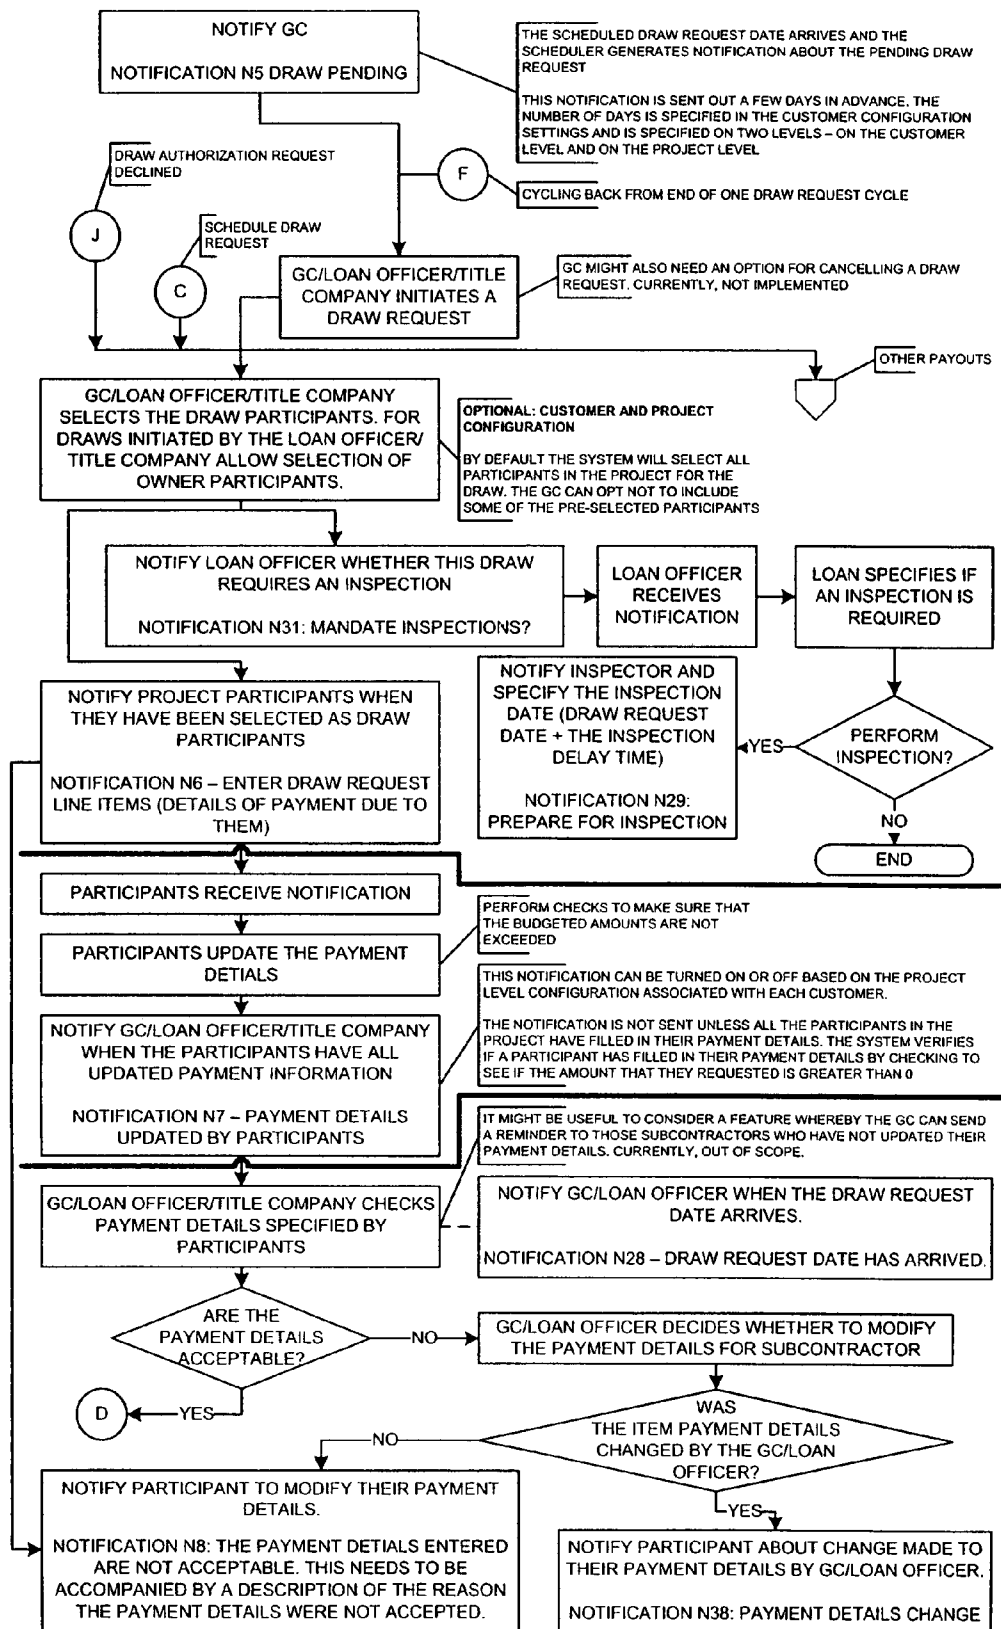 NOTIFY GC
NOTIFICATION N5 DRAW PENDING
THE SCHEDULED DRAW REQUEST DATE ARRIVES AND THE
SCHEDULER GENERATES NOTIFICATION ABOUT THE PENDING DRAW
REQUEST
THIS NOTIFICATION IS SENT OUT A FEW DAYS IN ADVANCE. THE
NUMBER OF DAYS IS SPECIFIED IN THE CUSTOMER CONFIGURATION
SETTINGS AND IS SPECIFIED ON TWO LEVELS – ON THE CUSTOMER
LEVEL AND ON THE PROJECT LEVEL
DRAW AUTHORIZATION REQUEST
DECLINED
F
CYCLING BACK FROM END OF ONE DRAW REQUEST CYCLE
J
SCHEDULE DRAW
REQUEST
C
GC/LOAN OFFICER/TITLE
COMPANY INITIATES A
DRAW REQUEST
GC MIGHT ALSO NEED AN OPTION FOR CANCELLING A DRAW
REQUEST. CURRENTLY, NOT IMPLEMENTED
OTHER PAYOUTS
GC/LOAN OFFICER/TITLE COMPANY
SELECTS THE DRAW PARTICIPANTS. FOR
DRAWS INITIATED BY THE LOAN OFFICER/
TITLE COMPANY ALLOW SELECTION OF
OWNER PARTICIPANTS.
OPTIONAL: CUSTOMER AND PROJECT
CONFIGURATION
BY DEFAULT THE SYSTEM WILL SELECT ALL
PARTICIPANTS IN THE PROJECT FOR THE
DRAW. THE GC CAN OPT NOT TO INCLUDE
SOME OF THE PRE-SELECTED PARTICIPANTS
NOTIFY LOAN OFFICER WHETHER THIS DRAW
REQUIRES AN INSPECTION
NOTIFICATION N31: MANDATE INSPECTIONS?
LOAN OFFICER
RECEIVES
NOTIFICATION
LOAN SPECIFIES IF
AN INSPECTION IS
REQUIRED
NOTIFY PROJECT PARTICIPANTS WHEN
THEY HAVE BEEN SELECTED AS DRAW
PARTICIPANTS
NOTIFICATION N6 – ENTER DRAW REQUEST
LINE ITEMS (DETAILS OF PAYMENT DUE TO
THEM)
NOTIFY INSPECTOR AND
SPECIFY THE INSPECTION
DATE (DRAW REQUEST
DATE + THE INSPECTION
DELAY TIME)
NOTIFICATION N29:
PREPARE FOR INSPECTION
YES
PERFORM
INSPECTION?
NO
END
PARTICIPANTS RECEIVE NOTIFICATION
PARTICIPANTS UPDATE THE PAYMENT
DETIALS
PERFORM CHECKS TO MAKE SURE THAT
THE BUDGETED AMOUNTS ARE NOT
EXCEEDED
NOTIFY GC/LOAN OFFICER/TITLE COMPANY
WHEN THE PARTICIPANTS HAVE ALL
UPDATED PAYMENT INFORMATION
NOTIFICATION N7 – PAYMENT DETAILS
UPDATED BY PARTICIPANTS
THIS NOTIFICATION CAN BE TURNED ON OR OFF BASED ON THE PROJECT
LEVEL CONFIGURATION ASSOCIATED WITH EACH CUSTOMER.
THE NOTIFICATION IS NOT SENT UNLESS ALL THE PARTICIPANTS IN THE
PROJECT HAVE FILLED IN THEIR PAYMENT DETAILS. THE SYSTEM VERIFIES
IF A PARTICIPANT HAS FILLED IN THEIR PAYMENT DETAILS BY CHECKING TO
SEE IF THE AMOUNT THAT THEY REQUESTED IS GREATER THAN 0
IT MIGHT BE USEFUL TO CONSIDER A FEATURE WHEREBY THE GC CAN SEND
A REMINDER TO THOSE SUBCONTRACTORS WHO HAVE NOT UPDATED THEIR
PAYMENT DETAILS. CURRENTLY, OUT OF SCOPE.
GC/LOAN OFFICER/TITLE COMPANY CHECKS
PAYMENT DETAILS SPECIFIED BY
PARTICIPANTS
NOTIFY GC/LOAN OFFICER WHEN THE DRAW REQUEST
DATE ARRIVES.
NOTIFICATION N28 – DRAW REQUEST DATE HAS ARRIVED.
ARE THE
PAYMENT DETAILS
ACCEPTABLE?
NO
GC/LOAN OFFICER DECIDES WHETHER TO MODIFY
THE PAYMENT DETAILS FOR SUBCONTRACTOR
D
YES
WAS
THE ITEM PAYMENT DETAILS
CHANGED BY THE GC/LOAN
OFFICER?
NO
YES
NOTIFY PARTICIPANT TO MODIFY THEIR PAYMENT
DETAILS.
NOTIFICATION N8: THE PAYMENT DETIALS ENTERED
ARE NOT ACCEPTABLE. THIS NEEDS TO BE
ACCOMPANIED BY A DESCRIPTION OF THE REASON
THE PAYMENT DETAILS WERE NOT ACCEPTED.
NOTIFY PARTICIPANT ABOUT CHANGE MADE TO
THEIR PAYMENT DETAILS BY GC/LOAN OFFICER.
NOTIFICATION N38: PAYMENT DETAILS CHANGE